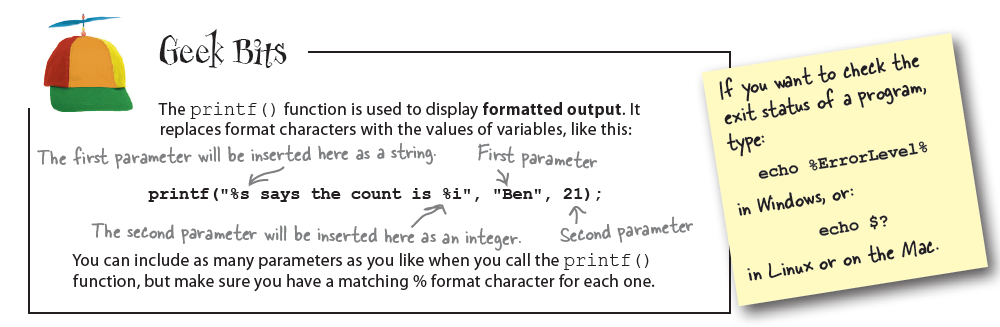 Geek Bits
The printf() function is used to display formatted output. It
replaces format characters with the values of variables, like this:
The first parameter will be inserted here as a string.
First parameter
printf("%s says the count is %i", "Ben", 21);
The second parameter will be inserted here as an integer.
Second parameter
You can include as many parameters as you like when you call the printf()
function, but make sure you have a matching % format character for each one.
If you want to check the
exit status of a program,
type:
echo %ErrorLevel%
in Windows, or:
echo $?
in Linux or on the Mac.